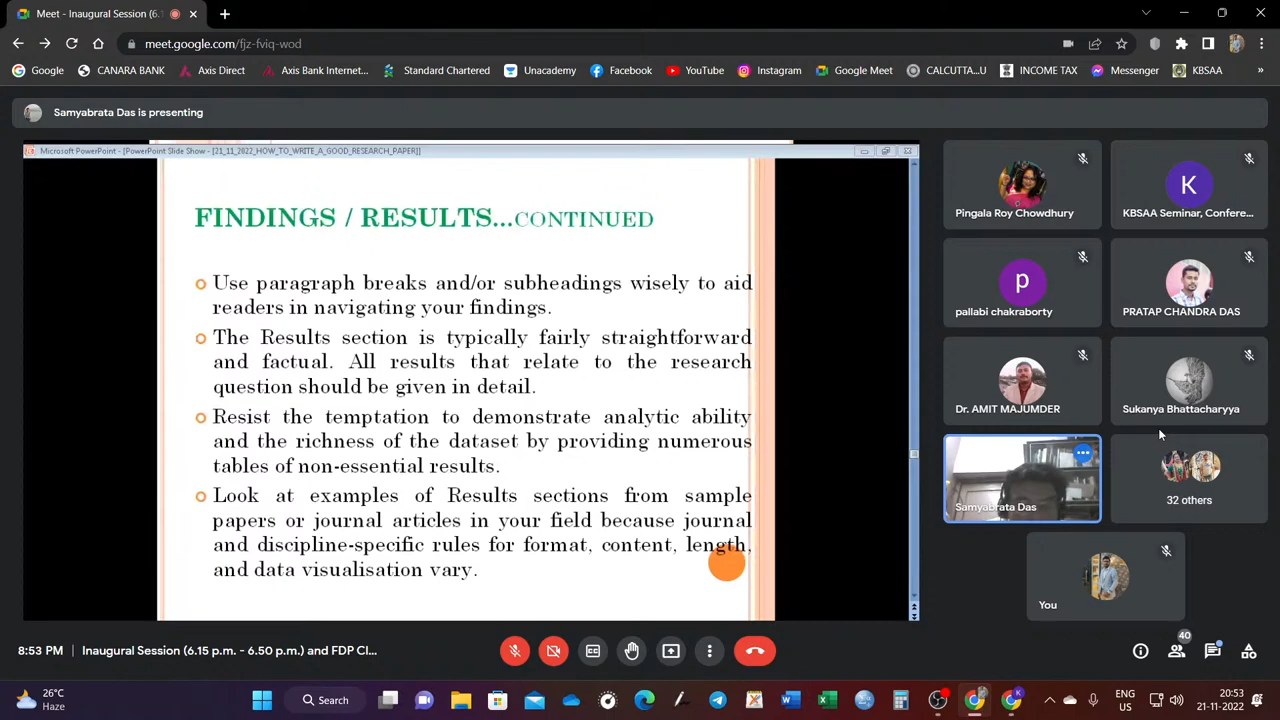 Meet - Inaugural Session (6.1
meet.google.com/fjz-fviq-wod
Google CANARA BANK Axis Direct Axis Bank Internet... Standard Chartered Unacademy Facebook YouTube Instagram Google Meet CALCUTTA...U INCOME TAX Messenger KBSAA
Samyabrata Das is presenting
Microsoft PowerPoint - [PowerPoint Slide Show - [21_11_2022_HOW_TO_WRITE_A_GOOD_RESEARCH_PAPER]]
FINDINGS / RESULTS...CONTINUED
Use paragraph breaks and/or subheadings wisely to aid
readers in navigating your findings.
The Results section is typically fairly straightforward
and factual. All results that relate to the research
question should be given in detail.
Resist the temptation to demonstrate analytic ability
and the richness of the dataset by providing numerous
tables of non-essential results.
Look at examples of Results sections from sample
papers or journal articles in your field because journal
and discipline-specific rules for format, content, length,
and data visualisation vary.
Pingala Roy Chowdhury
K
KBSAA Seminar, Confere...
p
pallabi chakraborty
PRATAP CHANDRA DAS
Dr. AMIT MAJUMDER
Sukanya Bhattacharyya
Samyabrata Das
32 others
You
8:53 PM Inaugural Session (6.15 p.m. - 6.50 p.m.) and FDP Cl...
40
26°C
Haze
Search
ENG
US
20:53
21-11-2022